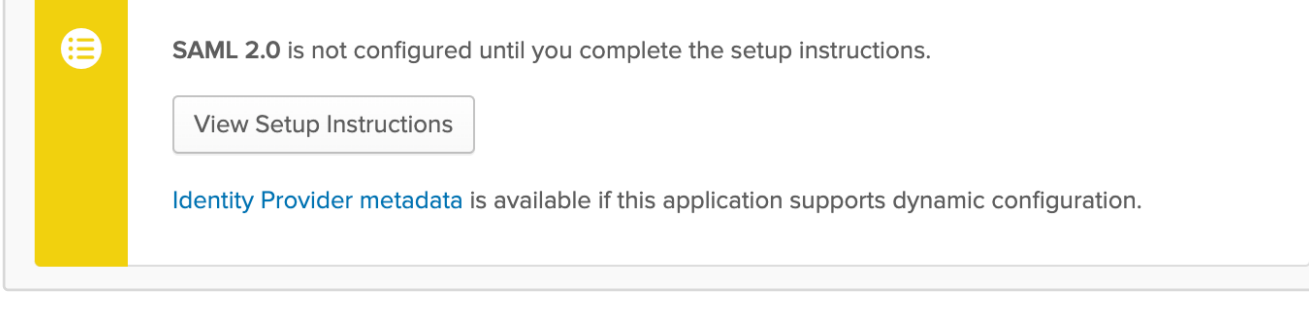 SAML 2.0 is not configured until you complete the setup instructions.
View Setup Instructions
Identity Provider metadata is available if this application supports dynamic configuration.